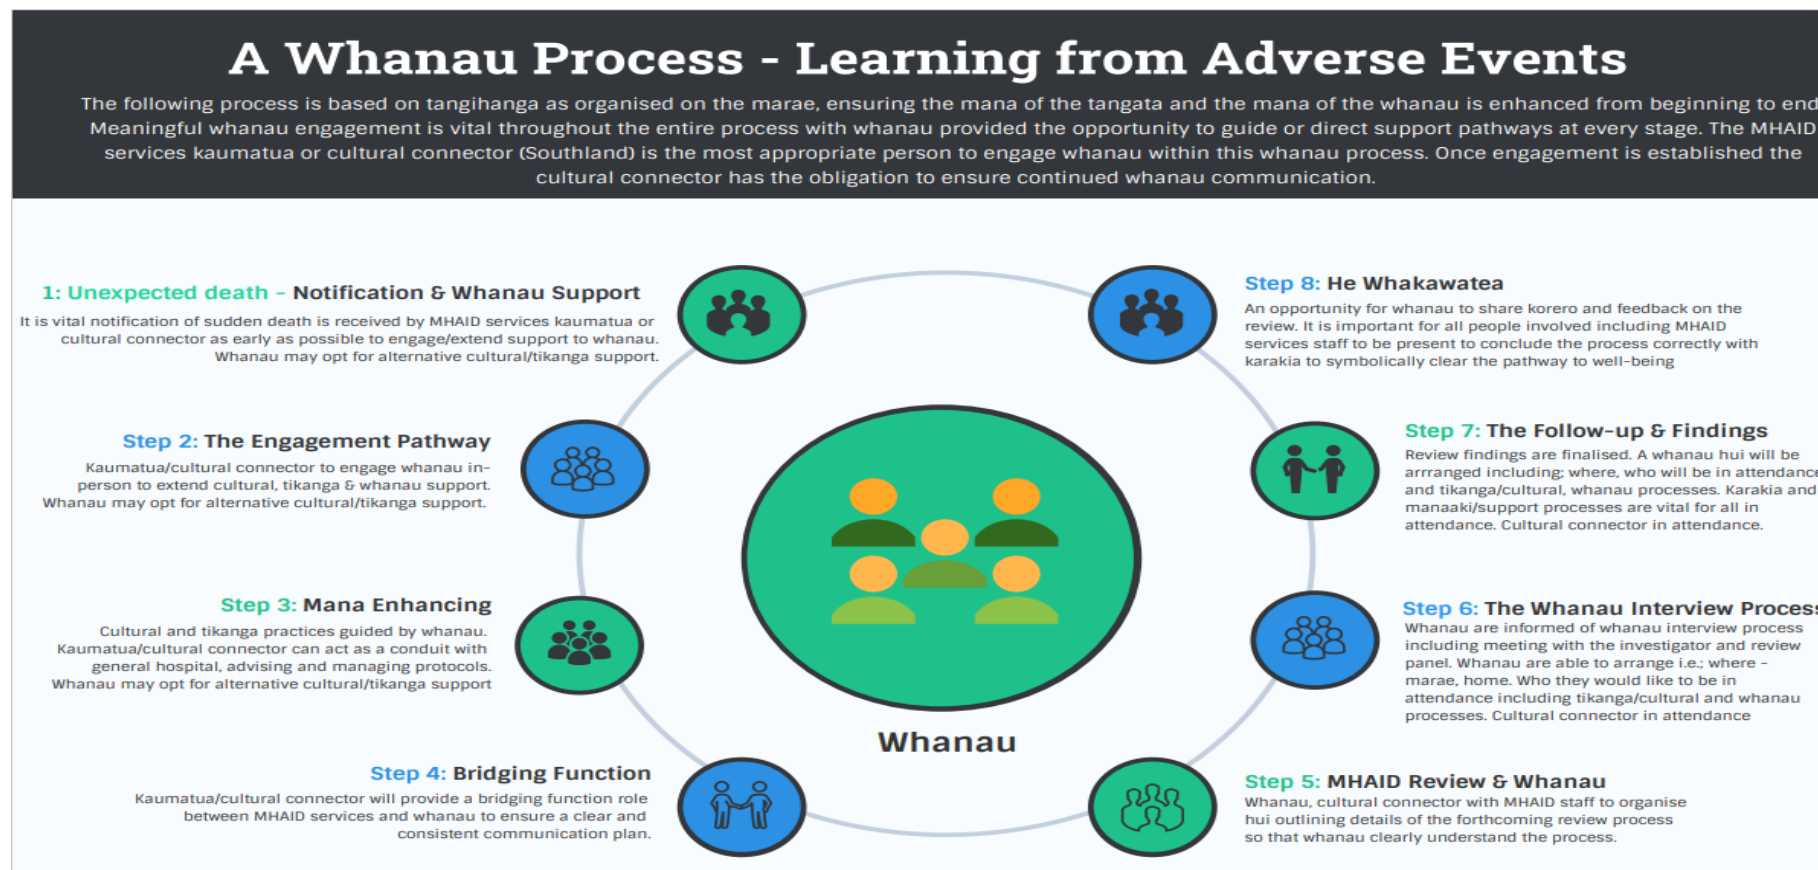 A Whanau Process - Learning from Adverse Events
The following process is based on tangihanga as organised on the marae, ensuring the mana of the tangata and the mana of the whanau is enhanced from beginning to end
Meaningful whanau engagement is vital throughout the entire process with whanau provided the opportunity to guide or direct support pathways at every stage. The MHAID
services kaumatua or cultural connector (Southland) is the most appropriate person to engage whanau within this whanau process. Once engagement is established the
cultural connector has the obligation to ensure continued whanau communication.
1: Unexpected death - Notification & Whanau Support
It is vital notification of sudden death is received by MHAID services kaumatua or
cultural connector as early as possible to engage/extend support to whanau.
Whanau may opt for alternative cultural/tikanga support.
Step 2: The Engagement Pathway
Kaumatua/cultural connector to engage whanau in-
person to extend cultural, tikanga & whanau support.
Whanau may opt for alternative cultural/tikanga support.
Step 3: Mana Enhancing
Cultural and tikanga practices guided by whanau.
Kaumatua/cultural connector can act as a conduit with
general hospital, advising and managing protocols.
Whanau may opt for alternative cultural/tikanga support
Step 4: Bridging Function
Kaumatua/cultural connector will provide a bridging function role
between MHAID services and whanau to ensure a clear and
consistent communication plan.
Whanau
Step 5: MHAID Review & Whanau
Whanau, cultural connector with MHAID staff to organise
hui outlining details of the forthcoming review process
so that whanau clearly understand the process.
Step 6: The Whanau Interview Process
Whanau are informed of whanau interview process
including meeting with the investigator and review
panel. Whanau are able to arrange i.e.; where -
marae, home. Who they would like to be in
attendance including tikanga/cultural and whanau
processes. Cultural connector in attendance
Step 7: The Follow-up & Findings
Review findings are finalised. A whanau hui will be
arrranged including; where, who will be in attendance
and tikanga/cultural, whanau processes. Karakia and
manaaki/support processes are vital for all in
attendance. Cultural connector in attendance.
Step 8: He Whakawatea
An opportunity for whanau to share korero and feedback on the
review. It is important for all people involved including MHAID
services staff to be present to conclude the process correctly with
karakia to symbolically clear the pathway to well-being